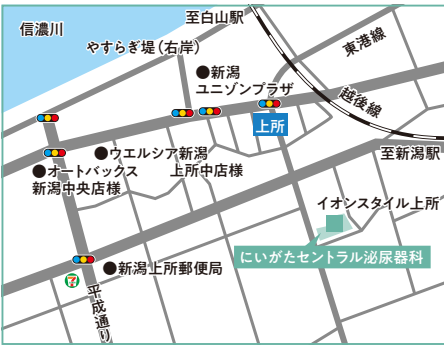 至白山駅
信濃川
やすらぎ堤(右岸)
東港線
●新潟
ユニゾンプラザ
越後線
上所
至新潟駅
●ウエルシア新潟
上所中店様
●オートバックス
新潟中央店様
イオンスタイル上所
にいがたセントラル泌尿器科
●新潟上所郵便局
7
平成通り